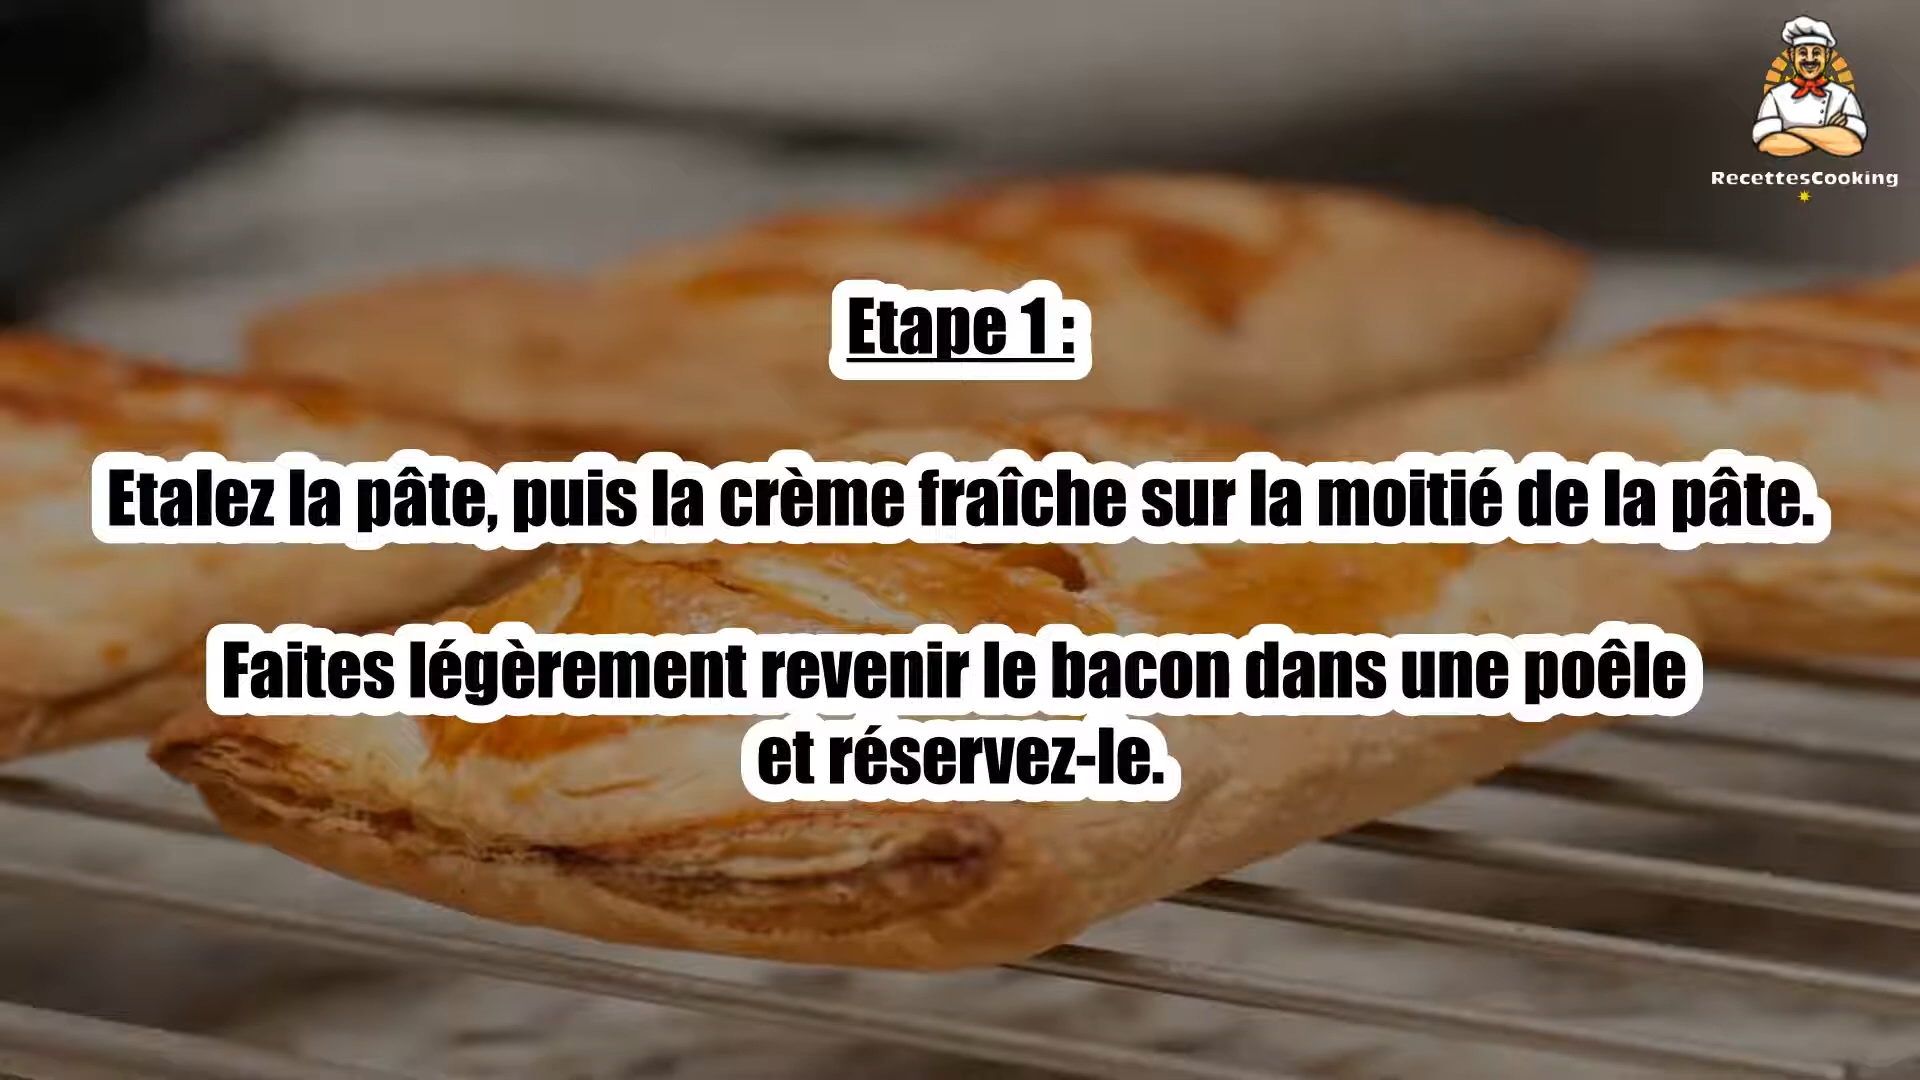 RecettesCooking
Etape 1 :
Etalez la pâte, puis la crème fraîche sur la moitié de la pâte.
Faites légèrement revenir le bacon dans une poêle
et réservez-le.